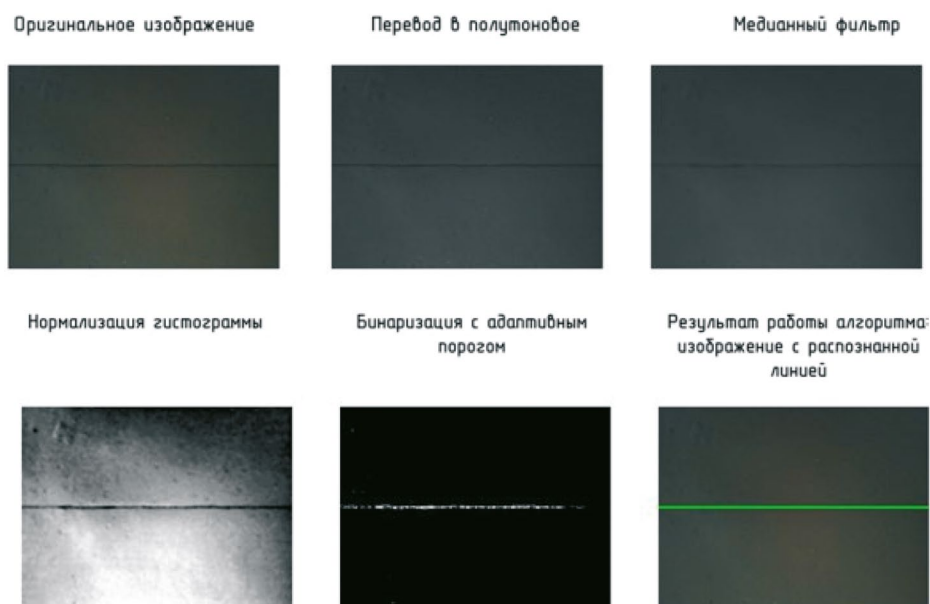 Оригинальное изображение
Перевод в полутоновое
Медианный фильтр
Нормализация гистограммы
Бинаризация с адаптивным
порогом
Результат работы алгоритма:
изображение с распознанной
линией